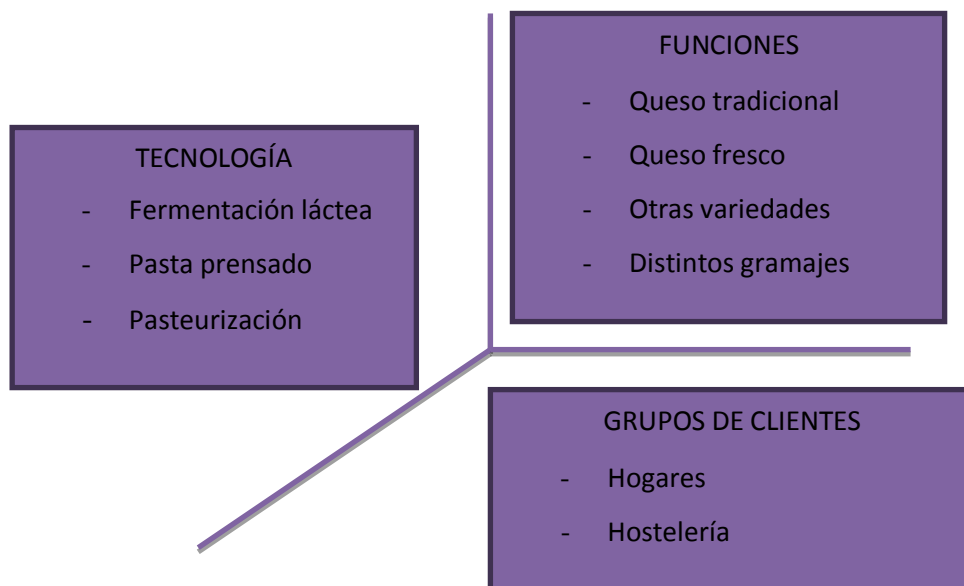 TECNOLOGÍA
- Fermentación láctea
- Pasta prensado
- Pasteurización
FUNCIONES
- Queso tradicional
- Queso fresco
- Otras variedades
- Distintos gramajes
GRUPOS DE CLIENTES
- Hogares
- Hostelería